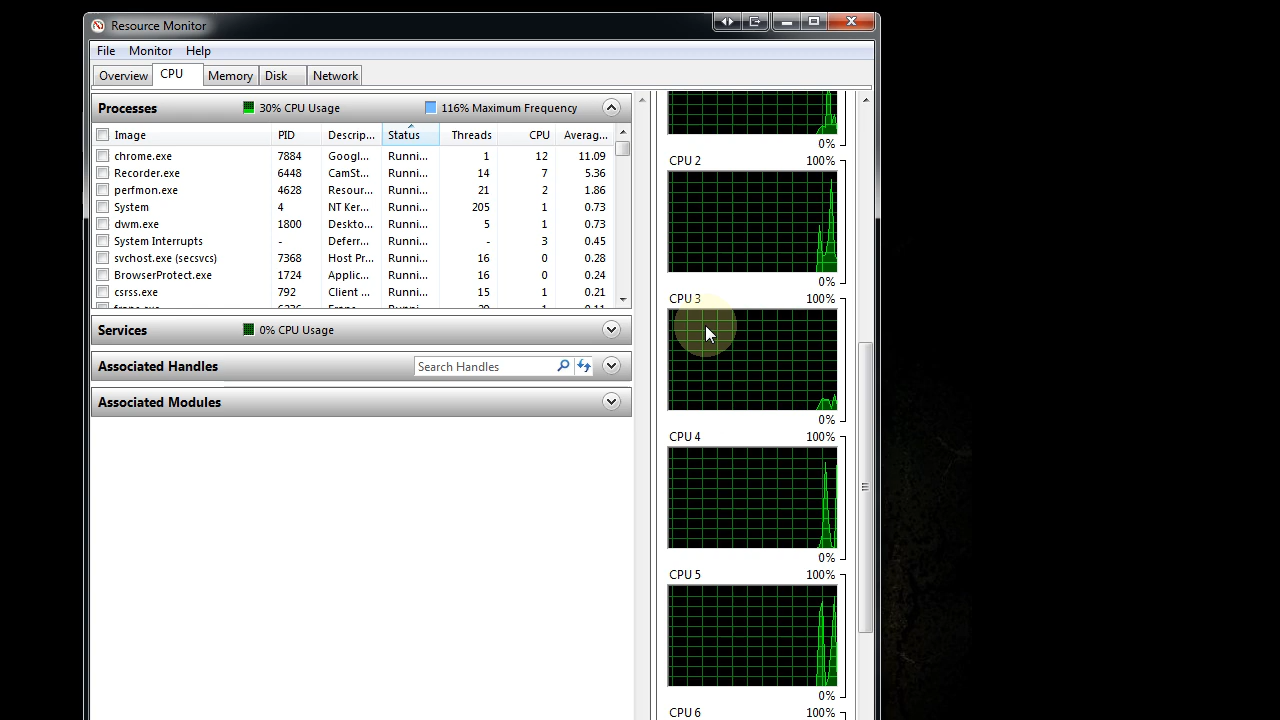 Resource Monitor
File Monitor Help
Overview CPU Memory Disk Network
Processes 30% CPU Usage 116% Maximum Frequency
Image PID Descrip... Status Threads CPU Averag...
chrome.exe 7884 Googl... Runni... 1 12 11.09
Recorder.exe 6448 CamSt... Runni... 14 7 5.36
perfmon.exe 4628 Resour... Runni... 21 2 1.86
System 4 NT Ker... Runni... 205 1 0.73
dwm.exe 1800 Deskto... Runni... 5 1 0.73
System Interrupts - Deferr... Runni... - 3 0.45
svchost.exe (secsvcs) 7368 Host Pr... Runni... 16 0 0.28
BrowserProtect.exe 1724 Applic... Runni... 16 0 0.24
csrss.exe 792 Client ... Runni... 15 1 0.21
Services 0% CPU Usage
Associated Handles Search Handles
Associated Modules
0%
CPU 2 100%
0%
CPU 3 100%
0%
CPU 4 100%
0%
CPU 5 100%
0%
CPU 6 100%